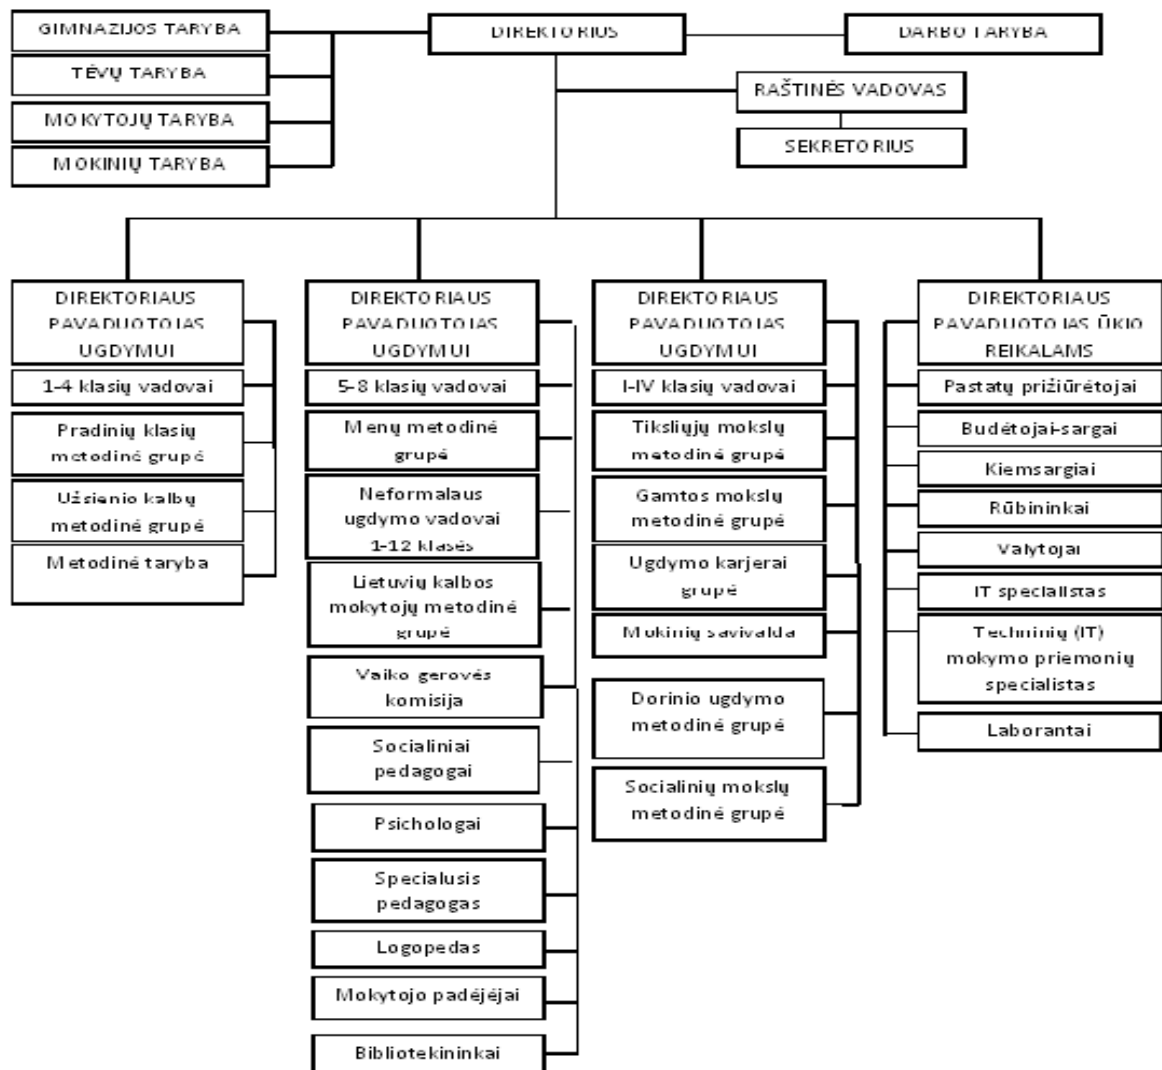 GIMNAZIJOS TARYBA
TĖVŲ TARYBA
MOKYTOJŲ TARYBA
MOKINIŲ TARYBA
DIREKTORIUS
DARBO TARYBA
RAŠTINĖS VADOVAS
SEKRETORIUS
DIREKTORIAUS
PAVADUOTOJAS
UGDYMUI
1-4 klasių vadovai
Pradinių klasių
metodinė grupė
Užsienio kalbų
metodinė grupė
Metodinė taryba
DIREKTORIAUS
PAVADUOTOJAS
UGDYMUI
5-8 klasių vadovai
Menų metodinė
grupė
Neformalaus
ugdymo vadovai
1-12 klasės
Lietuvių kalbos
mokytojų metodinė
grupė
Vaiko gerovės
komisija
Socialiniai
pedagogai
Psichologai
Specialusis
pedagogas
Logopedas
Mokytojo padėjėjai
Bibliotekininkai
DIREKTORIAUS
PAVADUOTOJAS
UGDYMUI
I-IV klasių vadovai
Tiksliųjų mokslų
metodinė grupė
Gamtos mokslų
metodinė grupė
Ugdymo karjerai
grupė
Mokinių savivalda
Dorinio ugdymo
metodinė grupė
Socialinių mokslų
metodinė grupė
DIREKTORIAUS
PAVADUOTOJAS ŪKIO
REIKALAMS
Pastatų prižiūrėtojai
Budėtojai-sargai
Kiemsargiai
Rūbininkai
Valytojai
IT specialistas
Techninių (IT)
mokymo priemonių
specialistas
Laborantai